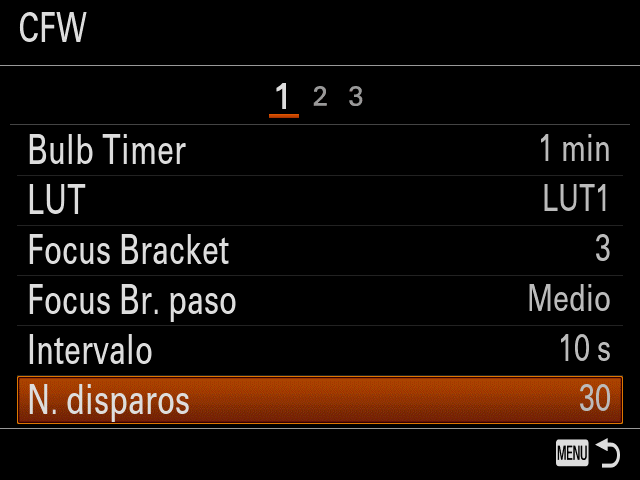 CFW
1 2 3
Bulb Timer 1 min
LUT LUT1
Focus Bracket 3
Focus Br. paso Medio
Intervalo 10 s
N. disparos 30
MENU